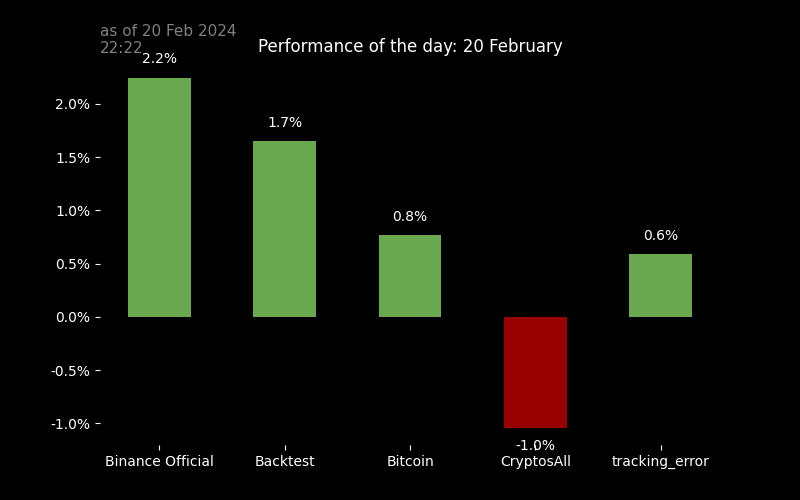 as of 20 Feb 2024
22:22
Performance of the day: 20 February
2.2%
1.7%
0.8%
-1.0%
0.6%
2.0%
1.5%
1.0%
0.5%
0.0%
-0.5%
-1.0%
Binance Official
Backtest
Bitcoin
CryptosAll
tracking_error